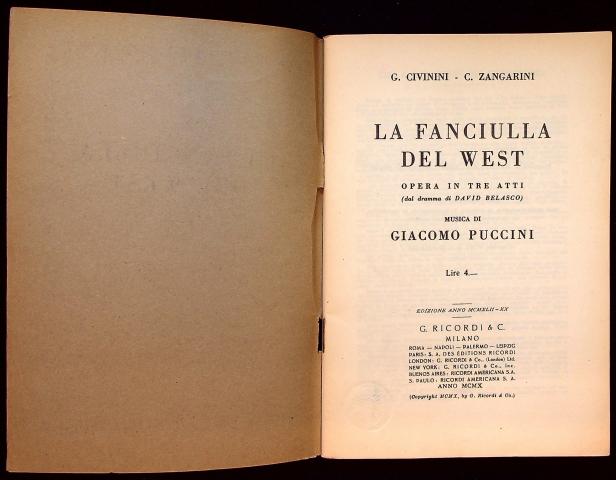 G. CIVININI - C. ZANGARINI
LA FANCIULLA
DEL WEST
OPERA IN TRE ATTI
(dal dramma di DAVID BELASCO)
MUSICA DI
GIACOMO PUCCINI
Lire 4.—
EDIZIONE ANNO MCMXLII-XX
G. RICORDI & C.
MILANO
ROMA — NAPOLI — PALERMO — LEIPZIG
PARIS: S. A. DES ÉDITIONS RICORDI
LONDON: G. RICORDI & Co., (London) Ltd.
NEW YORK: G. RICORDI & Co., Inc.
BUENOS AIRES: RICORDI AMERICANA S.A.
S. PAULO: RICORDI AMERICANA S. A.
ANNO MCMX
(Copyright MCMX, by G. Ricordi & Co.)